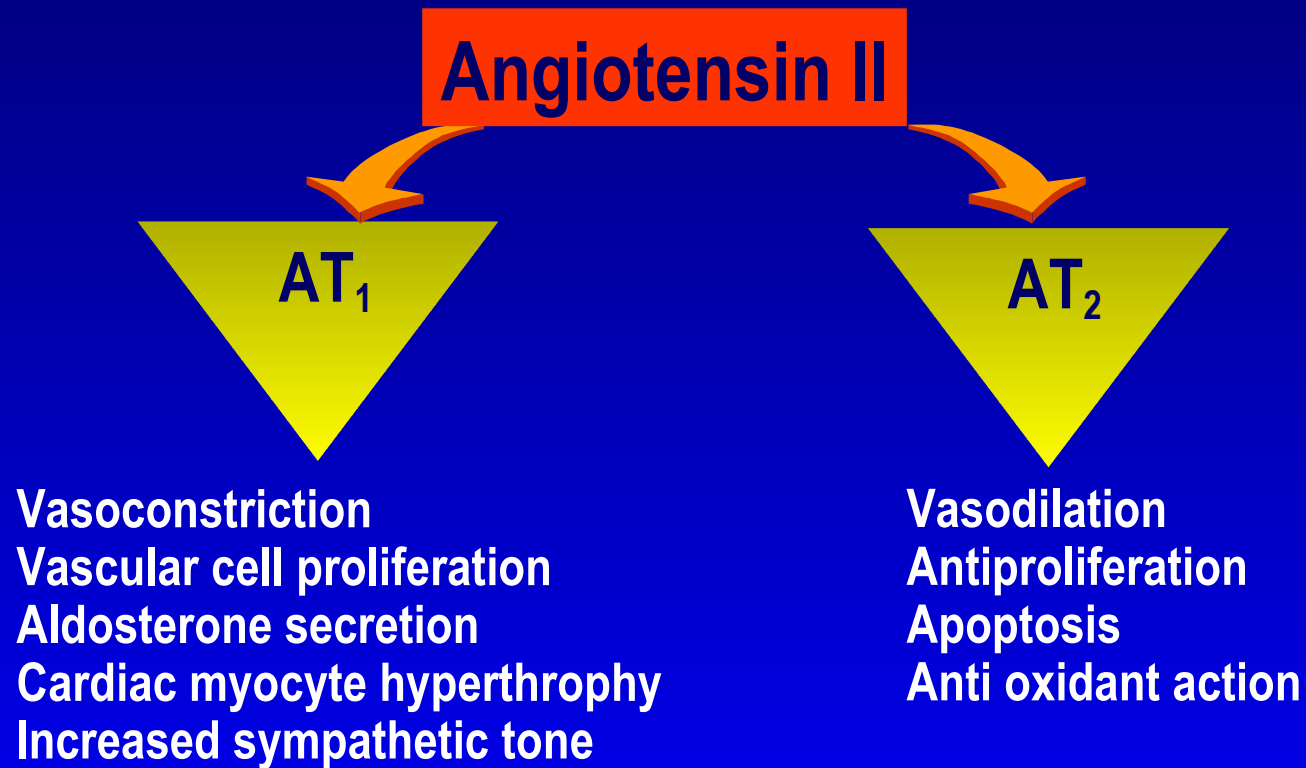 Angiotensin II
AT₁
AT₂
Vasoconstriction
Vascular cell proliferation
Aldosterone secretion
Cardiac myocyte hyperthrophy
Increased sympathetic tone
Vasodilation
Antiproliferation
Apoptosis
Anti oxidant action